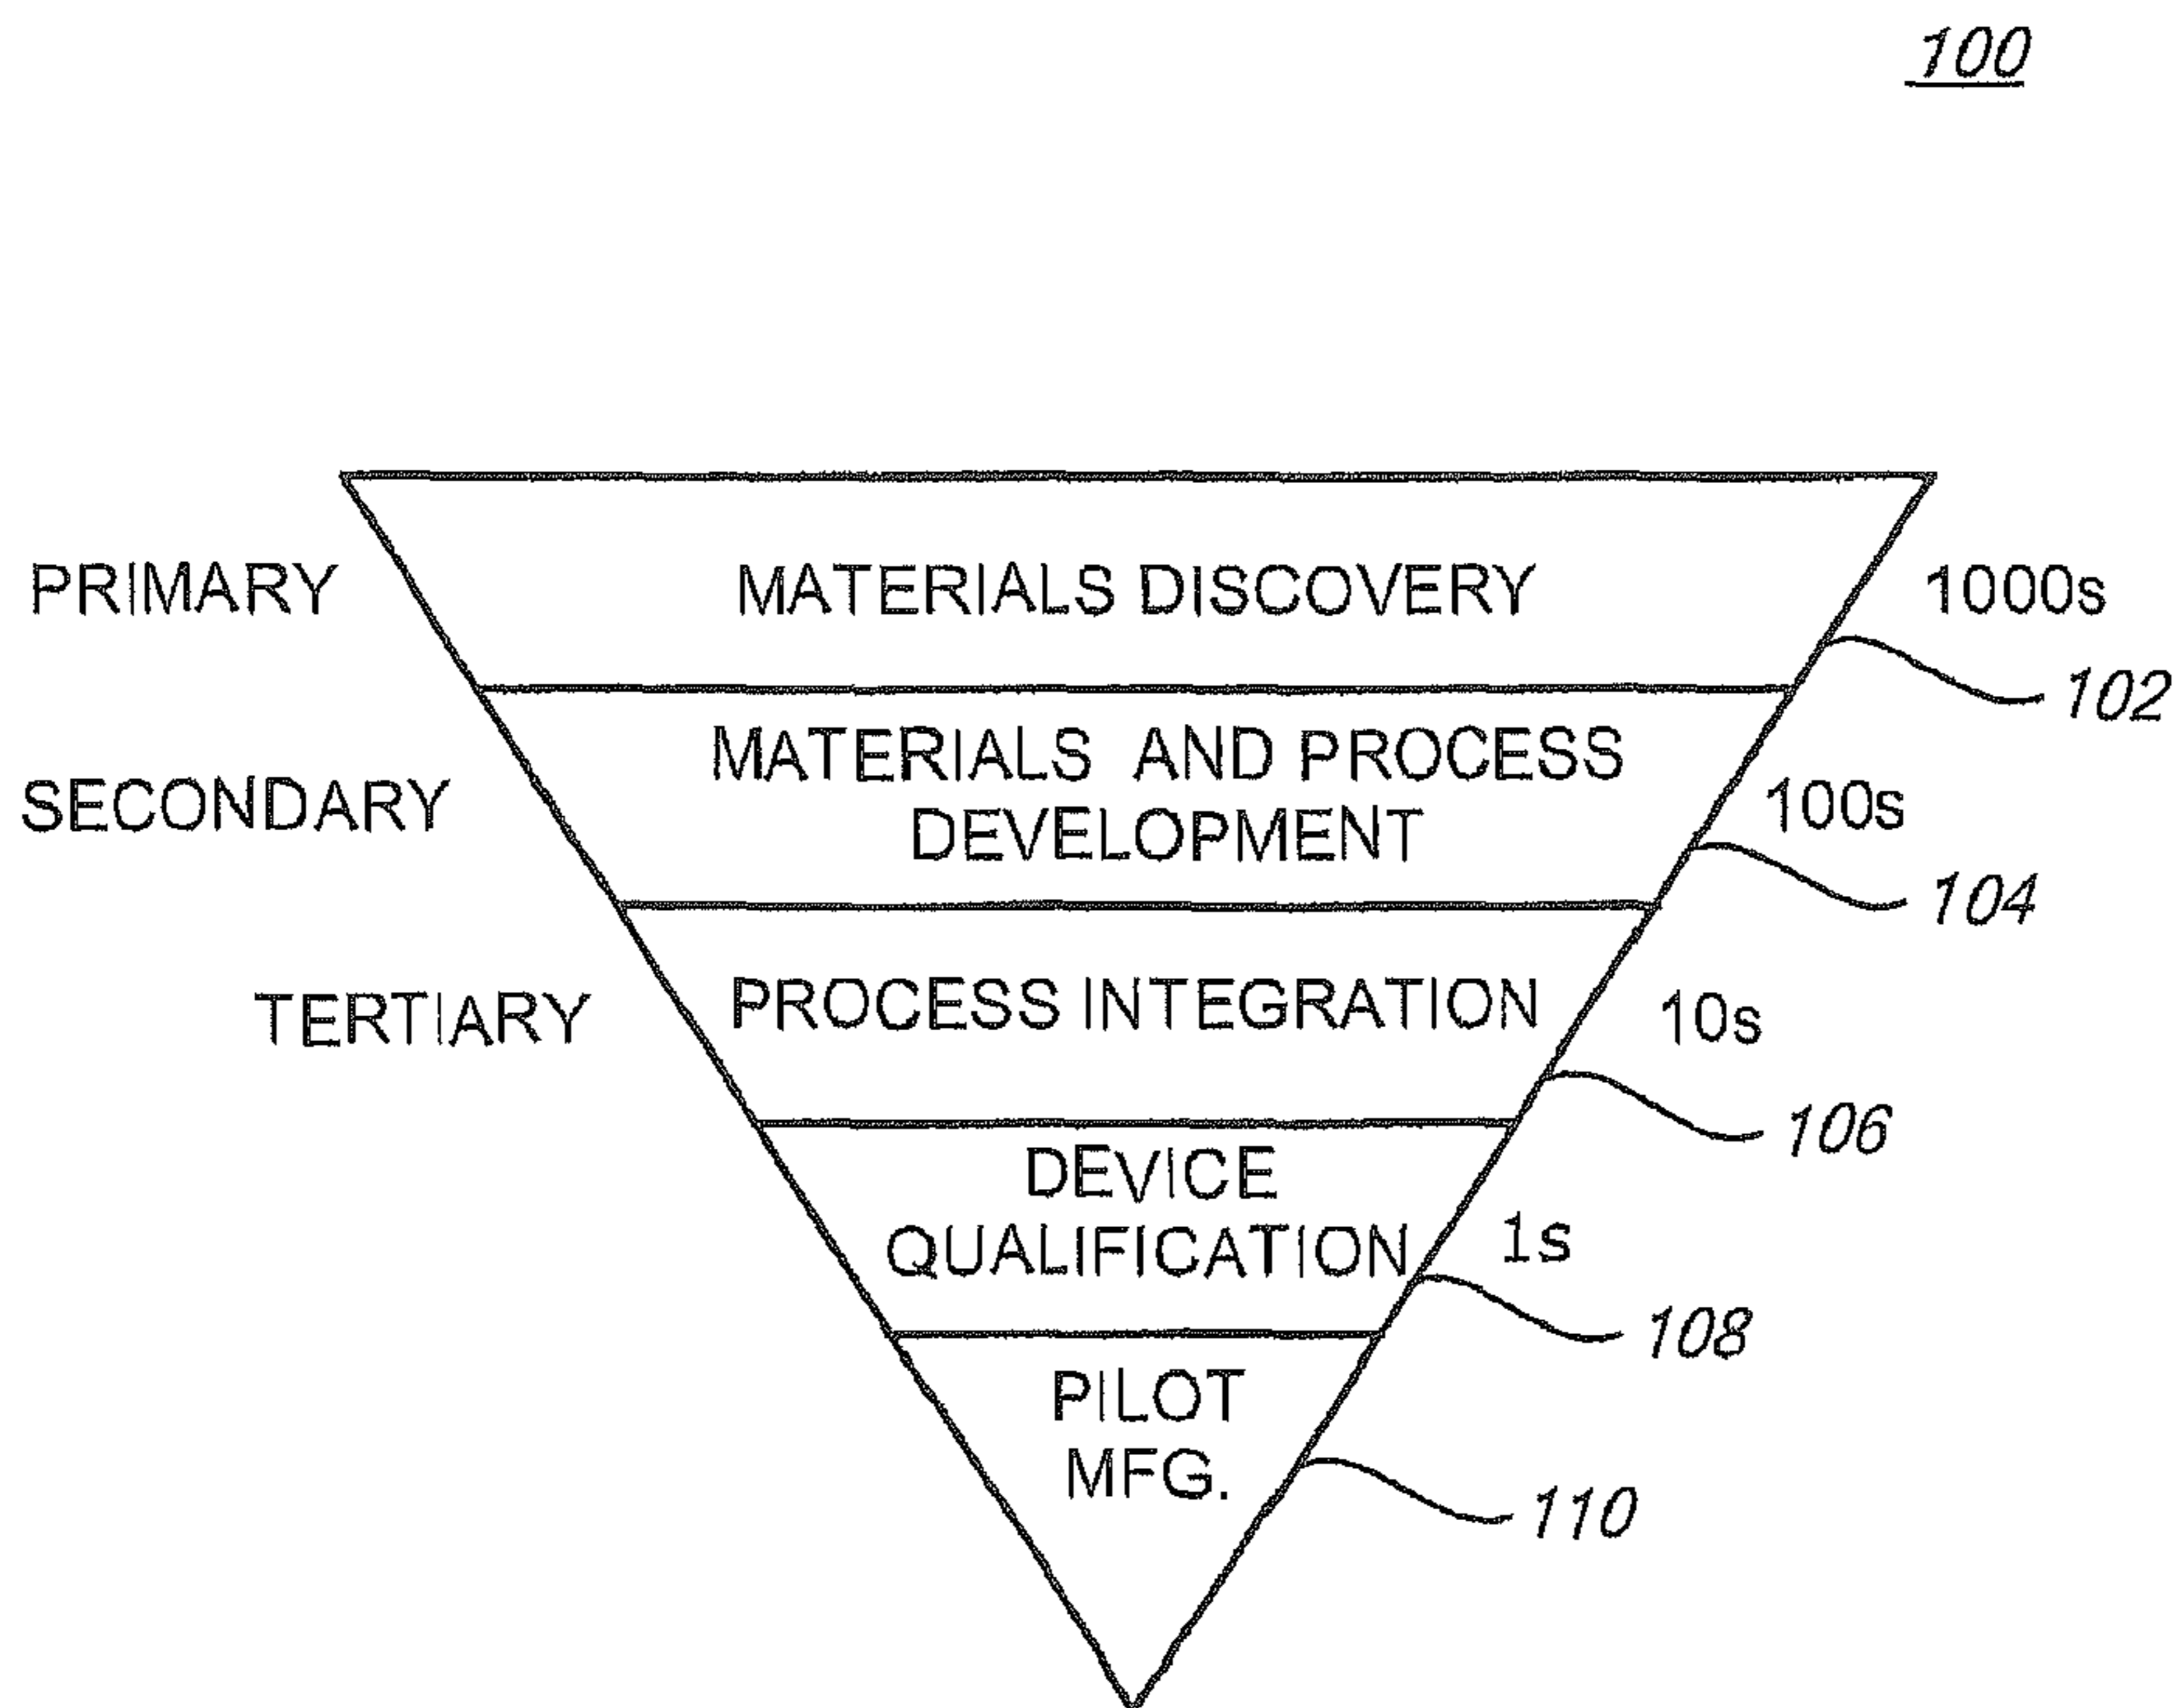 100
PRIMARY
MATERIALS DISCOVERY
1000s
102
SECONDARY
MATERIALS AND PROCESS
DEVELOPMENT
100s
104
TERTIARY
PROCESS INTEGRATION
10s
106
DEVICE
QUALIFICATION
1s
108
PILOT
MFG.
110